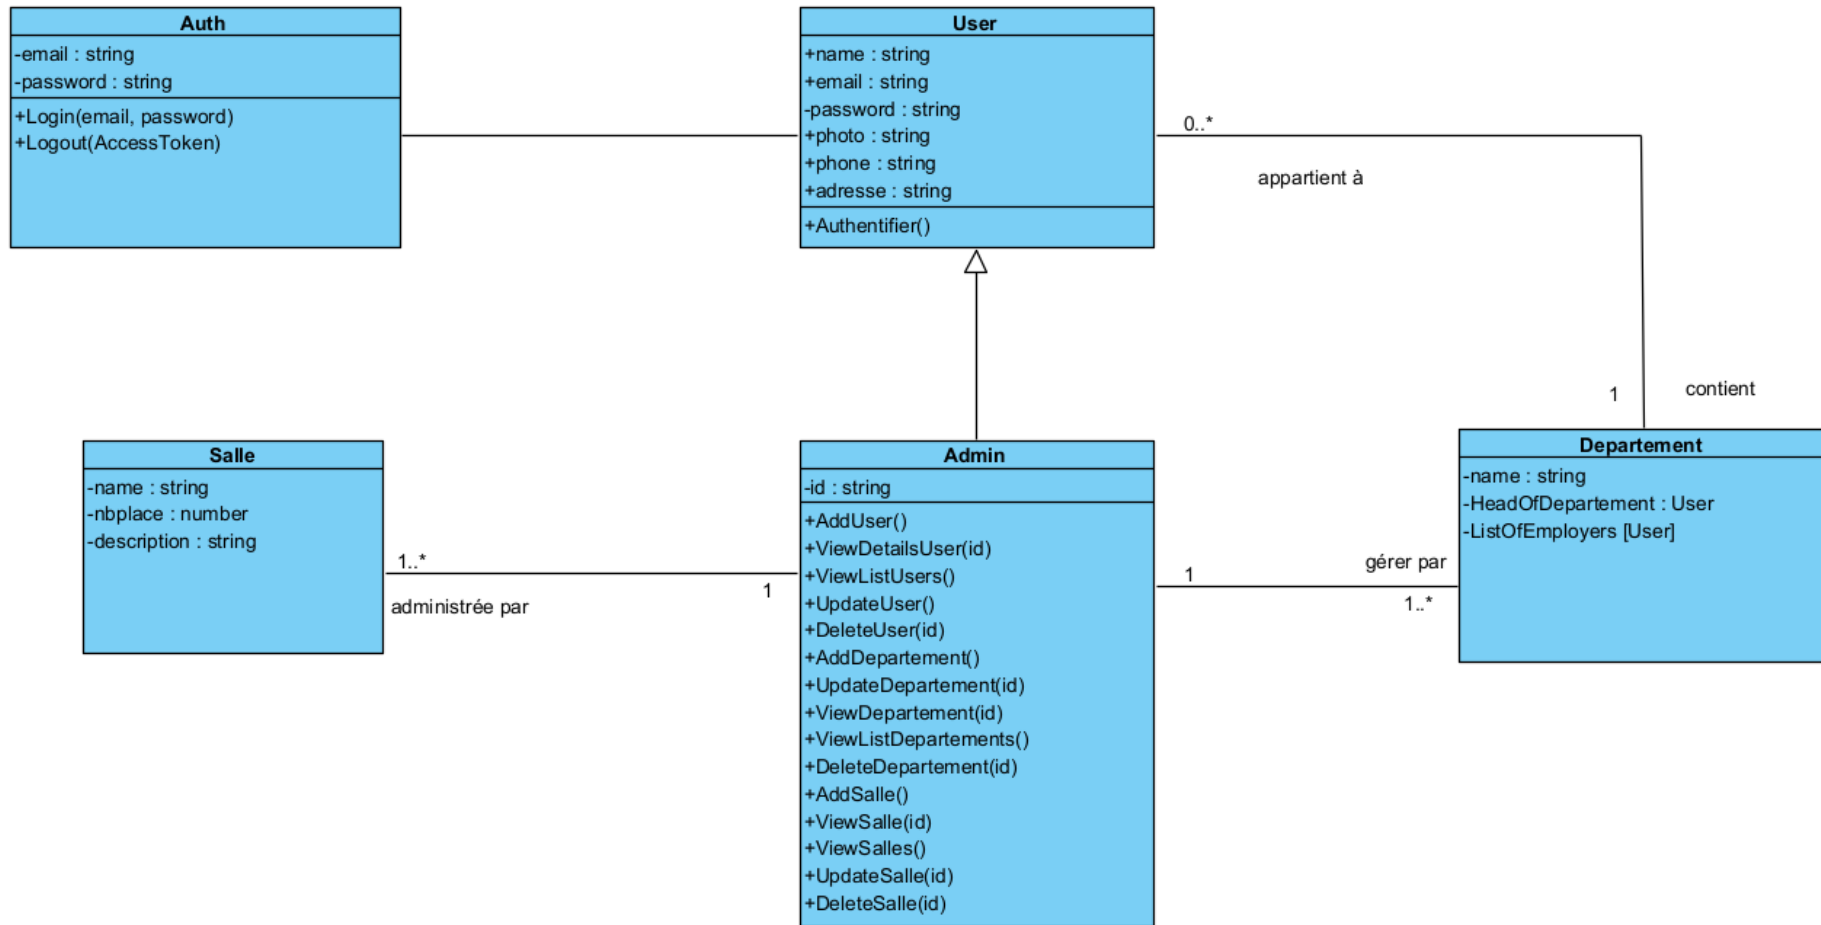 Auth
-email : string
-password : string
+Login(email, password)
+Logout(AccessToken)
User
+name : string
+email : string
-password : string
+photo : string
+phone : string
+adresse : string
+Authentifier()
0..*
appartient à
1
contient
Salle
-name : string
-nbplace : number
-description : string
1..*
administrée par
1
Admin
-id : string
+AddUser()
+ViewDetailsUser(id)
+ViewListUsers()
+UpdateUser()
+DeleteUser(id)
+AddDepartement()
+UpdateDepartement(id)
+ViewDepartement(id)
+ViewListDepartements()
+DeleteDepartement(id)
+AddSalle()
+ViewSalle(id)
+ViewSalles()
+UpdateSalle(id)
+DeleteSalle(id)
1
gérer par
1..*
Departement
-name : string
-HeadOfDepartement : User
-ListOfEmployers [User]